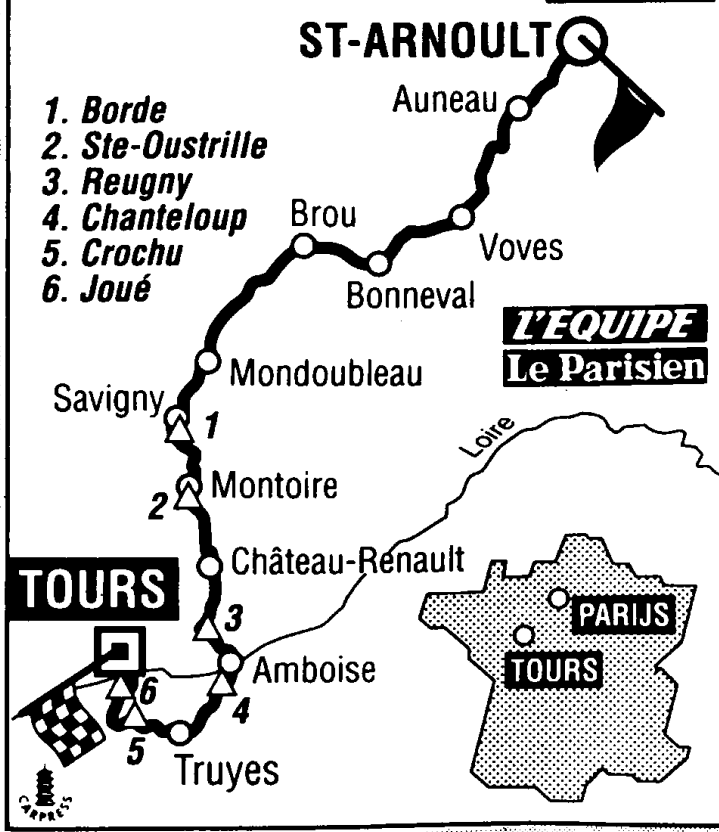 ST-ARNOULT
Auneau
1. Borde
2. Ste-Oustrille
3. Reugny
4. Chanteloup
5. Crochu
6. Joué
Brou
Voves
Bonneval
L'EQUIPE
Le Parisien
Mondoubleau
Savigny
1
Loire
Montoire
2
Château-Renault
TOURS
3
PARIJS
Amboise
TOURS
6
4
5
Truyes
CARPRESS